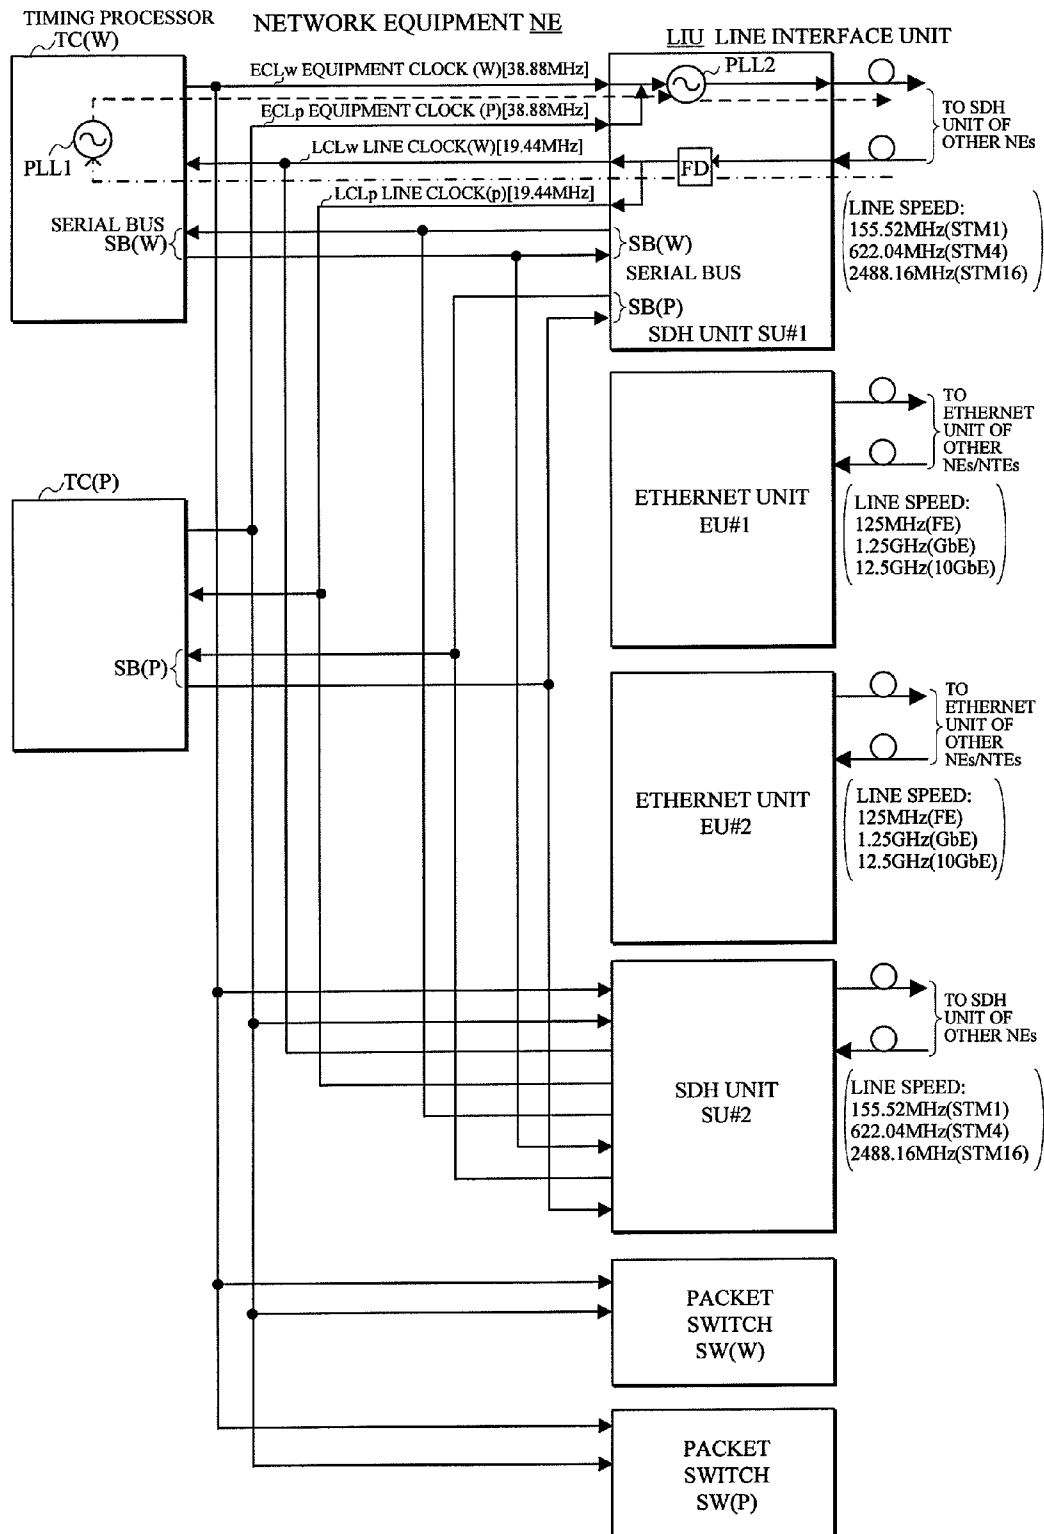 TIMING PROCESSOR
TC(W)
NETWORK EQUIPMENT NE
LIU LINE INTERFACE UNIT
ECLw EQUIPMENT CLOCK (W)[38.88MHz]
PLL2
ECLp EQUIPMENT CLOCK (P)[38.88MHz]
TO SDH
UNIT OF
OTHER NEs
LCLw LINE CLOCK(W)[19.44MHz]
PLL1
FD
LCLp LINE CLOCK(p)[19.44MHz]
LINE SPEED:
155.52MHz(STM1)
622.04MHz(STM4)
2488.16MHz(STM16)
SERIAL BUS
SB(W)
SB(W)
SERIAL BUS
SB(P)
SDH UNIT SU#1
TO
ETHERNET
UNIT OF
OTHER
NEs/NTEs
TC(P)
ETHERNET UNIT
EU#1
LINE SPEED:
125MHz(FE)
1.25GHz(GbE)
12.5GHz(10GbE)
SB(P)
TO
ETHERNET
UNIT OF
OTHER
NEs/NTEs
ETHERNET UNIT
EU#2
LINE SPEED:
125MHz(FE)
1.25GHz(GbE)
12.5GHz(10GbE)
TO SDH
UNIT OF
OTHER NEs
SDH UNIT
SU#2
LINE SPEED:
155.52MHz(STM1)
622.04MHz(STM4)
2488.16MHz(STM16)
PACKET
SWITCH
SW(W)
PACKET
SWITCH
SW(P)